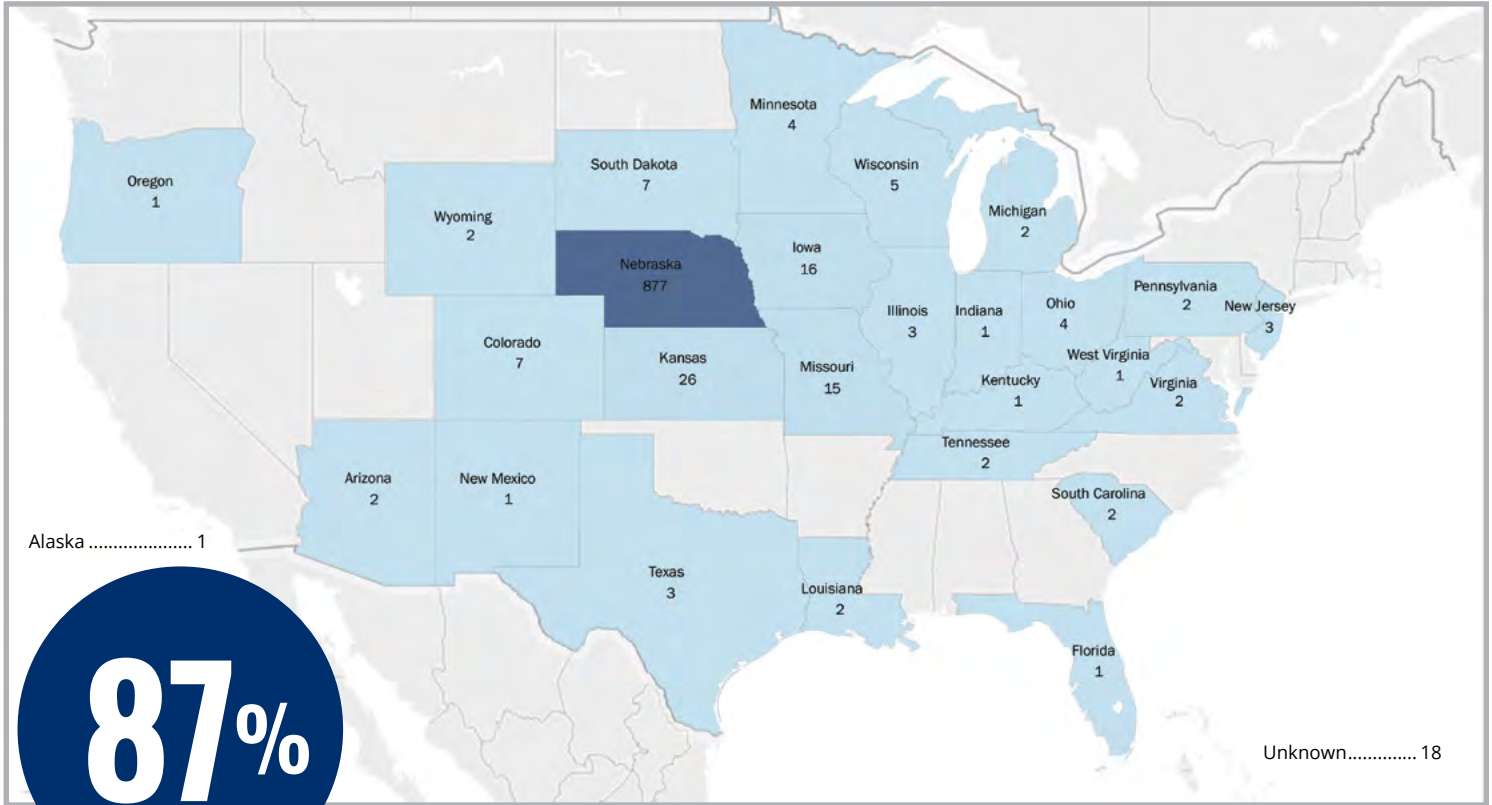 Minnesota
4
Oregon
1
South Dakota
7
Wisconsin
5
Wyoming
2
Michigan
2
Nebraska
877
Iowa
16
Pennsylvania
2
New Jersey
3
Illinois
3
Indiana
1
Ohio
4
Colorado
7
Kansas
26
Missouri
15
West Virginia
1
Kentucky
1
Virginia
2
Tennessee
2
Arizona
2
New Mexico
1
South Carolina
2
Alaska ..................... 1
Texas
3
Louisiana
2
Florida
1
87%
Unknown.............. 18